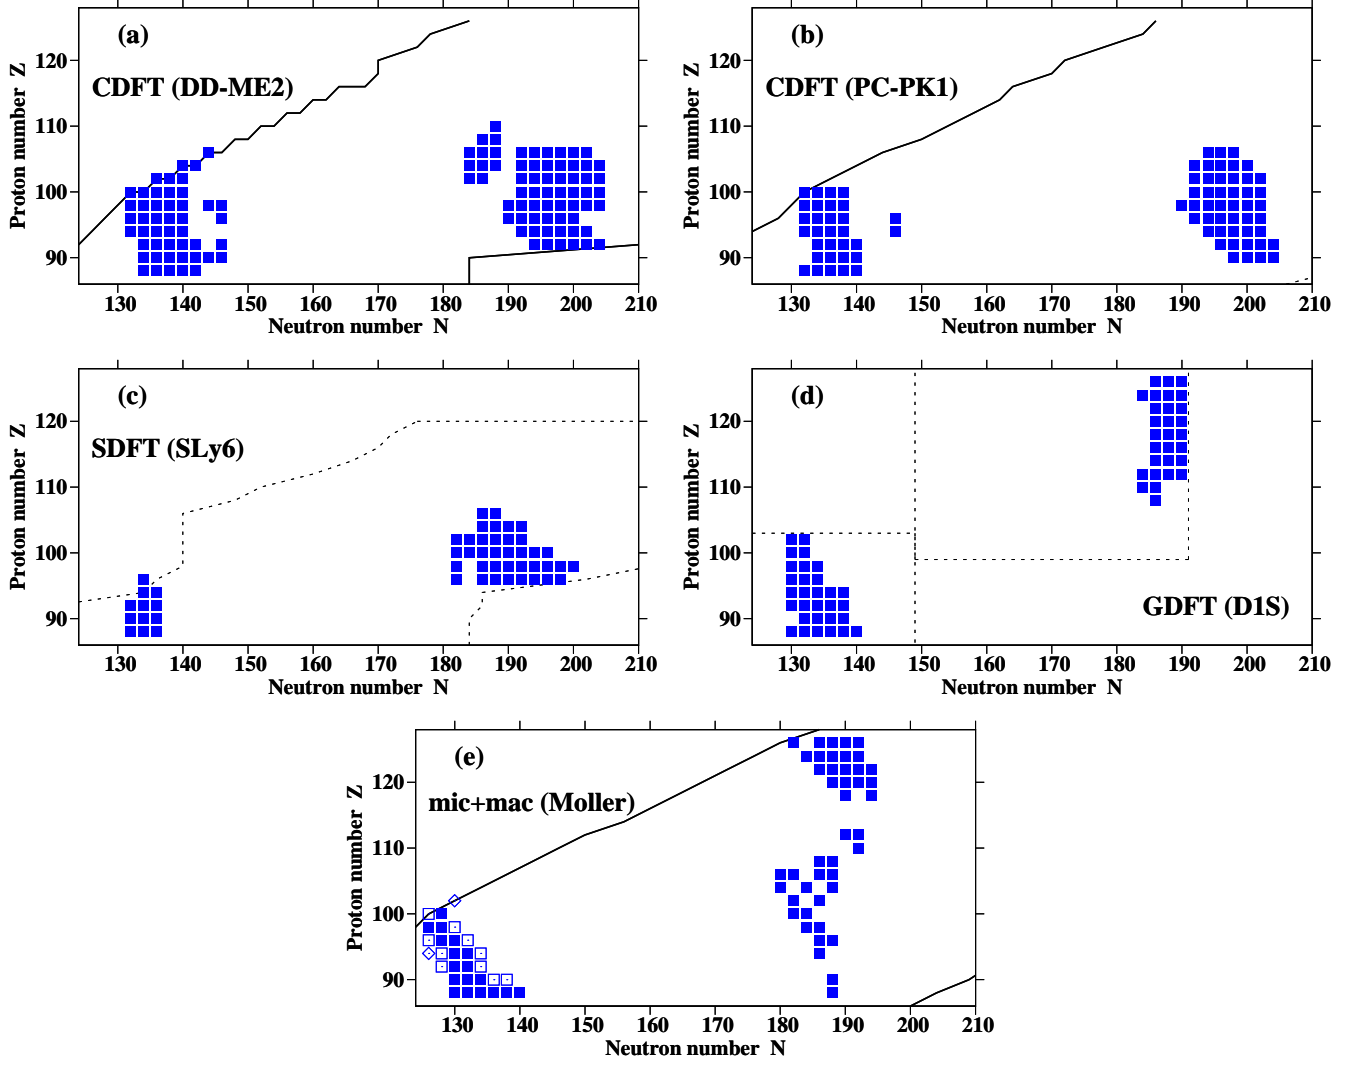 (a)
CDFT (DD-ME2)
Proton number Z
120
110
100
90
130 140 150 160 170 180 190 200 210
Neutron number N
(b)
CDFT (PC-PK1)
Proton number Z
120
110
100
90
130 140 150 160 170 180 190 200 210
Neutron number N
(c)
SDFT (SLy6)
Proton number Z
120
110
100
90
130 140 150 160 170 180 190 200 210
Neutron number N
(d)
GDFT (D1S)
Proton number Z
120
110
100
90
130 140 150 160 170 180 190 200 210
Neutron number N
(e)
mic+mac (Moller)
Proton number Z
120
110
100
90
130 140 150 160 170 180 190 200 210
Neutron number N